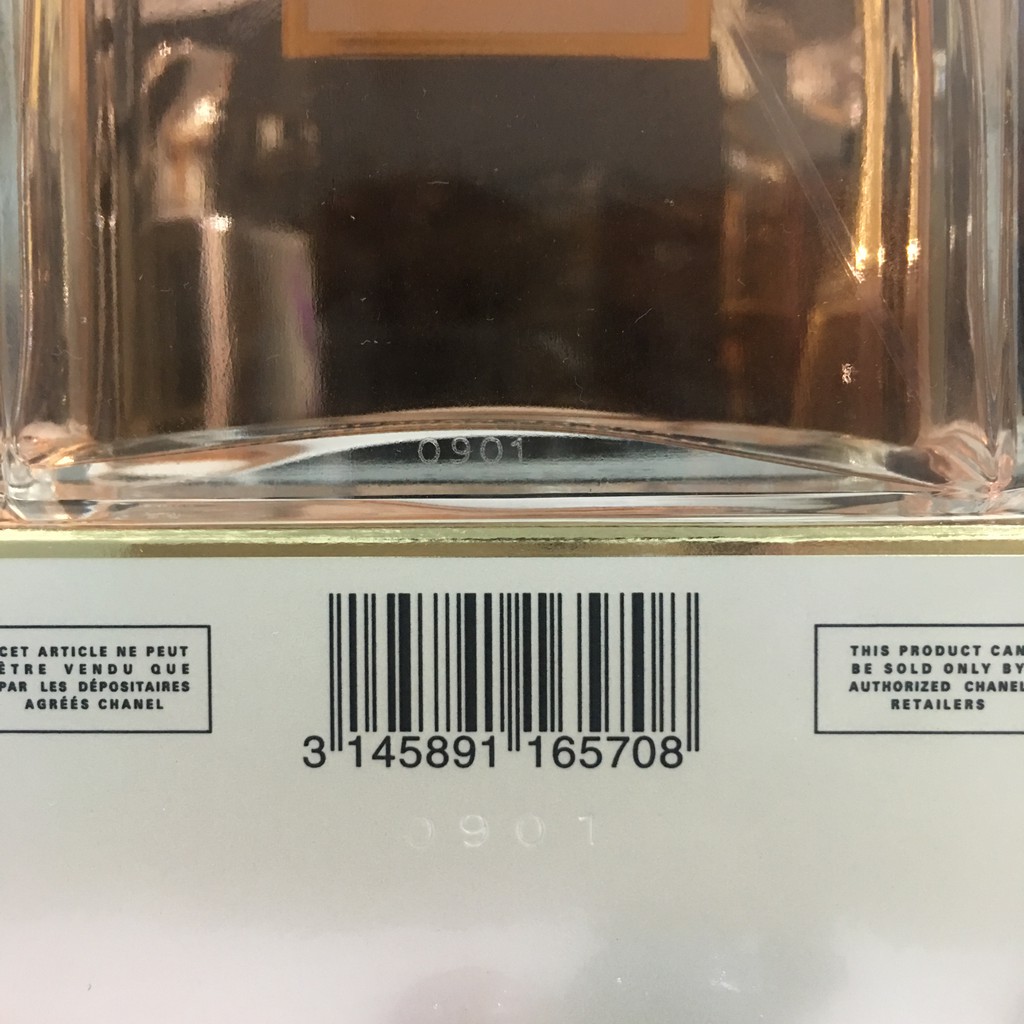 0901
CET ARTICLE NE PEUT
ÊTRE VENDU QUE
PAR LES DÉPOSITAIRES
AGRÉÉS CHANEL
3 145891 165708
THIS PRODUCT CAN
BE SOLD ONLY BY
AUTHORIZED CHANEL
RETAILERS
0901